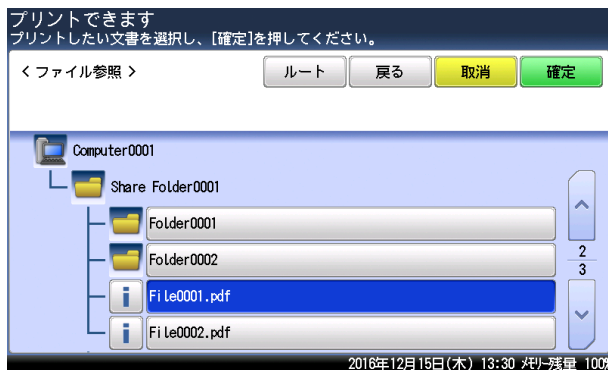 プリントできます
プリントしたい文書を選択し、[確定]を押してください。
<ファイル参照> ルート 戻る 取消 確定
Computer0001
Share Folder0001
Folder0001
Folder0002
2
3
File0001.pdf
File0002.pdf
2016年12月15日(木) 13:30 メモリー残量 100%